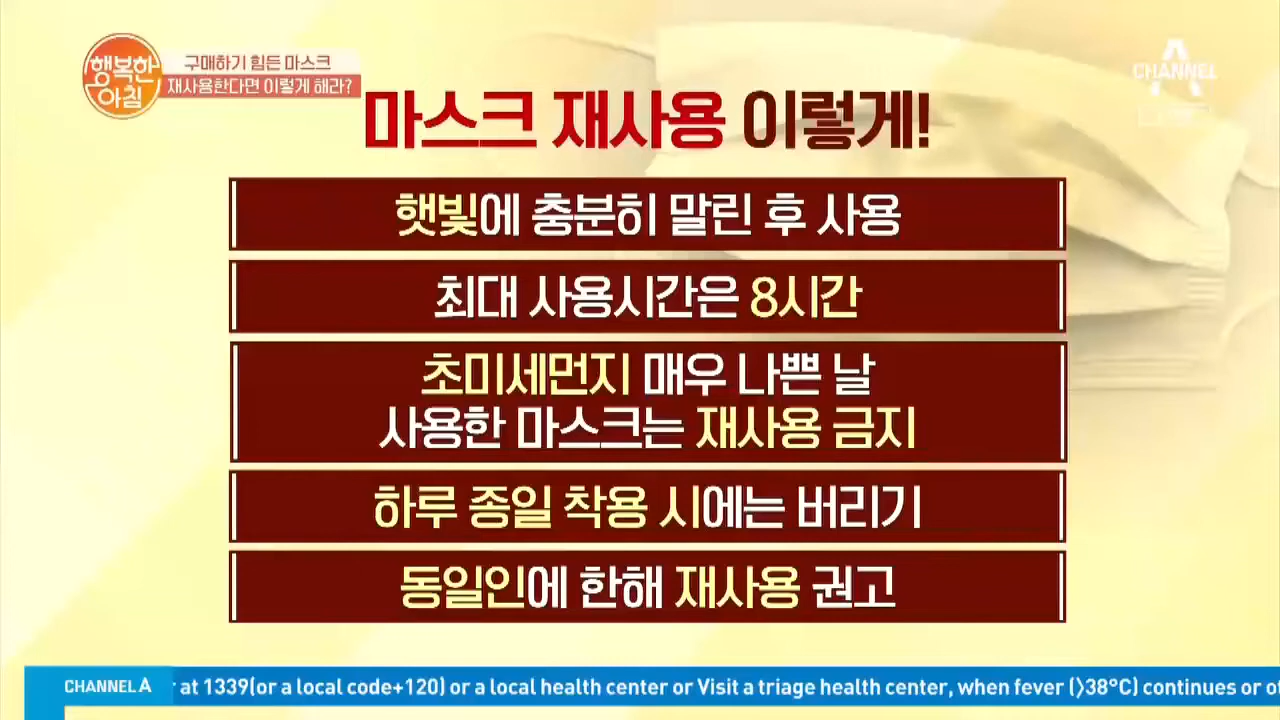 행복한
아침
구매하기 힘든 마스크
재사용한다면 이렇게 해라?
CHANNEL A
마스크 재사용 이렇게!
햇빛에 충분히 말린 후 사용
최대 사용시간은 8시간
초미세먼지 매우 나쁜 날
사용한 마스크는 재사용 금지
하루 종일 착용 시에는 버리기
동일인에 한해 재사용 권고
CHANNEL A
at 1339(or a local code+120) or a local health center or Visit a triage health center, when fever (>38°C) continues or